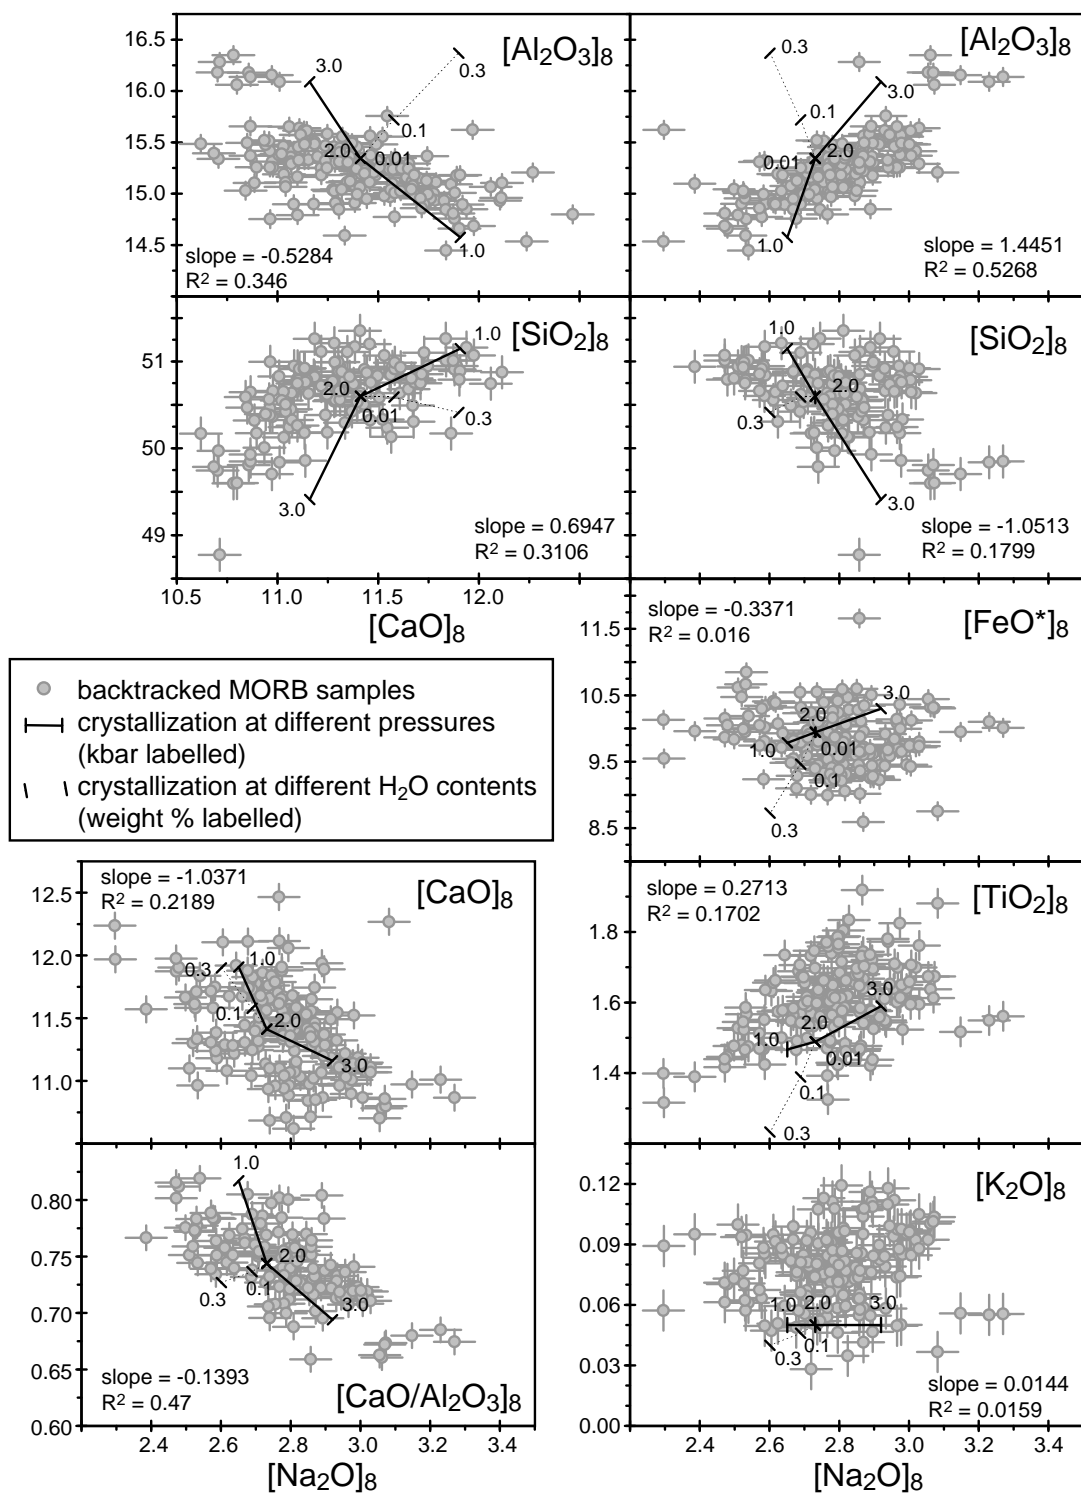 16.5
16.0
15.5
15.0
14.5
[Al2O3]8
3.0
0.3
0.1
2.0
0.01
1.0
slope = -0.5284
R2 = 0.346
[Al2O3]8
0.3
3.0
0.1
0.01
2.0
1.0
slope = 1.4451
R2 = 0.5268
51
50
49
[SiO2]8
1.0
2.0
0.01
0.3
3.0
slope = 0.6947
R2 = 0.3106
10.5 11.0 11.5 12.0
[CaO]8
[SiO2]8
1.0
2.0
0.3
3.0
slope = -1.0513
R2 = 0.1799
slope = -0.3371
R2 = 0.016
[FeO*]8
11.5
10.5
9.5
8.5
3.0
2.0
1.0
0.01
0.1
0.3
backtracked MORB samples
crystallization at different pressures
(kbar labelled)
crystallization at different H2O contents
(weight % labelled)
slope = -1.0371
R2 = 0.2189
[CaO]8
12.5
12.0
11.5
11.0
0.3
1.0
0.1
2.0
3.0
slope = 0.2713
R2 = 0.1702
[TiO2]8
1.8
1.6
1.4
3.0
2.0
1.0
0.01
0.1
0.3
0.80
0.75
0.70
0.65
0.60
1.0
2.0
0.1
0.3
3.0
slope = -0.1393
R2 = 0.47
[CaO/Al2O3]8
2.4 2.6 2.8 3.0 3.2
[Na2O]8
0.12
0.09
0.06
0.03
0.00
[K2O]8
1.0
2.0
3.0
0.1
0.3
slope = 0.0144
R2 = 0.0159
2.2 2.4 2.6 2.8 3.0 3.2 3.4
[Na2O]8